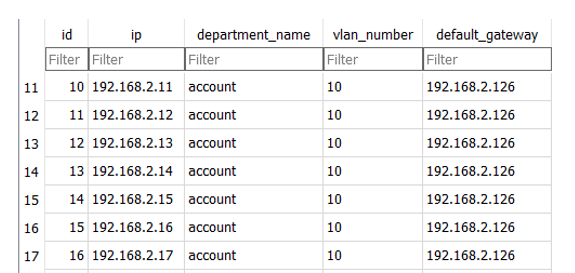 id ip department_name vlan_number default_gateway
Filter Filter Filter Filter Filter
11 10 192.168.2.11 account 10 192.168.2.126
12 11 192.168.2.12 account 10 192.168.2.126
13 12 192.168.2.13 account 10 192.168.2.126
14 13 192.168.2.14 account 10 192.168.2.126
15 14 192.168.2.15 account 10 192.168.2.126
16 15 192.168.2.16 account 10 192.168.2.126
17 16 192.168.2.17 account 10 192.168.2.126